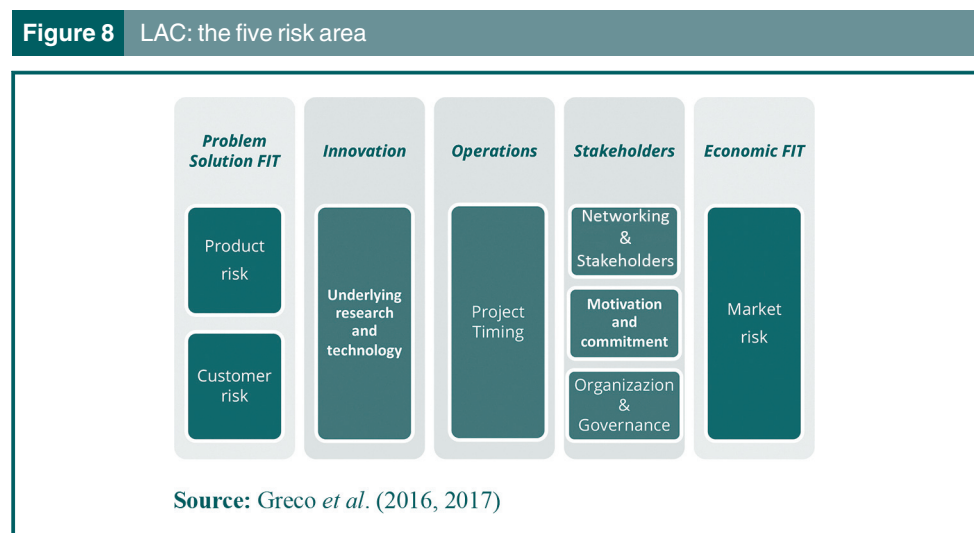 Figure 8 LAC: the five risk area
Problem
Solution FIT
Product
risk
Customer
risk
Innovation
Underlying
research
and
technology
Operations
Project
Timing
Stakeholders
Networking
&
Stakeholders
Motivation
and
commitment
Organizazion
&
Governance
Economic FIT
Market
risk
Source: Greco et al. (2016, 2017)